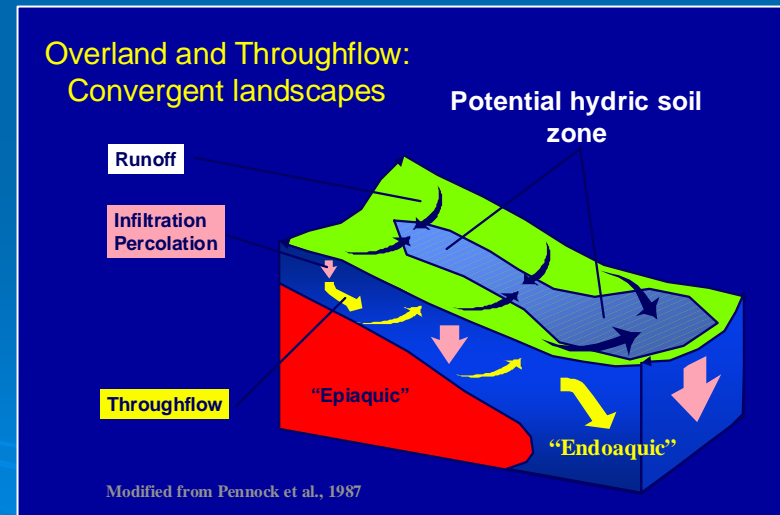 Overland and Throughflow:
Convergent landscapes
Potential hydric soil
zone
Runoff
Infiltration
Percolation
Throughflow
“Epiaquic”
“Endoaquic”
Modified from Pennock et al., 1987